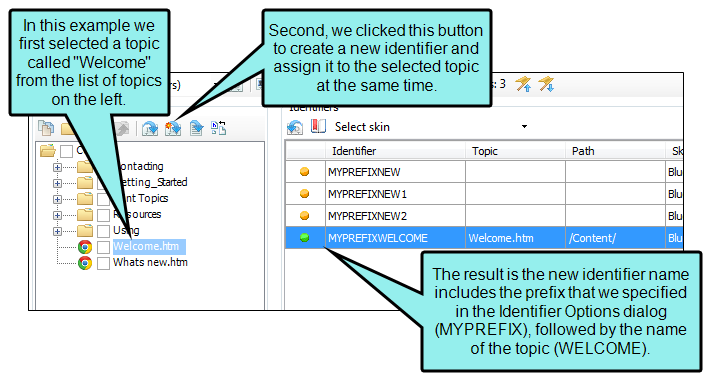 In this example we
first selected a topic
called "Welcome"
from the list of topics
on the left.
Second, we clicked this button
to create a new identifier and
assign it to the selected topic
at the same time.
s: 3
Identifiers
Select skin
Identifier Topic Path Sk
MYPREFIXNEW Blu
MYPREFIXNEW1 Blu
MYPREFIXNEW2 Blu
MYPREFIXWELCOME Welcome.htm /Content/ Blu
C
ontacting
etting_Started
nt Topics
Resources
Using
Welcome.htm
Whats new.htm
The result is the new identifier name
includes the prefix that we specified
in the Identifier Options dialog
(MYPREFIX), followed by the name
of the topic (WELCOME).